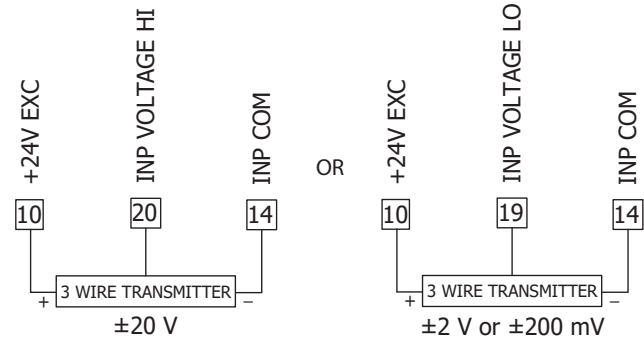 +24V EXC
INP VOLTAGE HI
INP COM
10
20
14
+ 3 WIRE TRANSMITTER –
±20 V
OR
+24V EXC
INP VOLTAGE LO
INP COM
10
19
14
+ 3 WIRE TRANSMITTER –
±2 V or ±200 mV